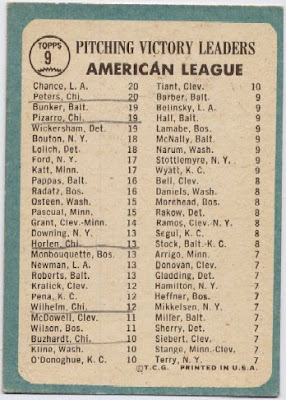 TOPPS
9
PITCHING VICTORY LEADERS
AMERICAN LEAGUE
Chance, L. A. 20
Peters, Chi. 20
Bunker, Balt. 19
Pizarro, Chi. 19
Wickersham, Det. 19
Bouton, N. Y. 18
Lolich, Det. 18
Ford, N. Y. 17
Kaat, Minn. 17
Pappas, Balt. 16
Radatz, Bos. 16
Osteen, Wash. 15
Pascual, Minn. 15
Grant, Clev.-Minn. 14
Downing, N. Y. 13
Horlen, Chi. 13
Monbouquette, Bos. 13
Newman, L. A. 13
Roberts, Balt. 13
Kralick, Clev. 12
Pena, K. C. 12
Wilhelm, Chi. 12
McDowell, Clev. 11
Wilson, Bos. 11
Buzhardt, Chi. 10
Kline, Wash. 10
O'Donoghue, K. C. 10
Tiant, Clev. 10
Barber, Balt. 9
Belinsky, L. A. 9
Hall, Balt. 9
Lamabe, Bos. 9
McNally, Balt. 9
Narum, Wash. 9
Stottlemyre, N. Y. 9
Wyatt, K. C. 9
Bell, Clev. 8
Daniels, Wash. 8
Morehead, Bos. 8
Rakow, Det. 8
Ramos, Clev.-N. Y. 8
Segui, K. C. 8
Stock, Balt.-K. C. 8
Arrigo, Minn. 7
Donovan, Clev. 7
Gladding, Det. 7
Hamilton, N. Y. 7
Heffner, Bos. 7
Mikkelsen, N. Y. 7
Miller, Balt. 7
Sherry, Det. 7
Siebert, Clev. 7
Stange, Minn.-Clev. 7
Terry, N. Y. 7
©T.C.G. PRINTED IN U.S.A.